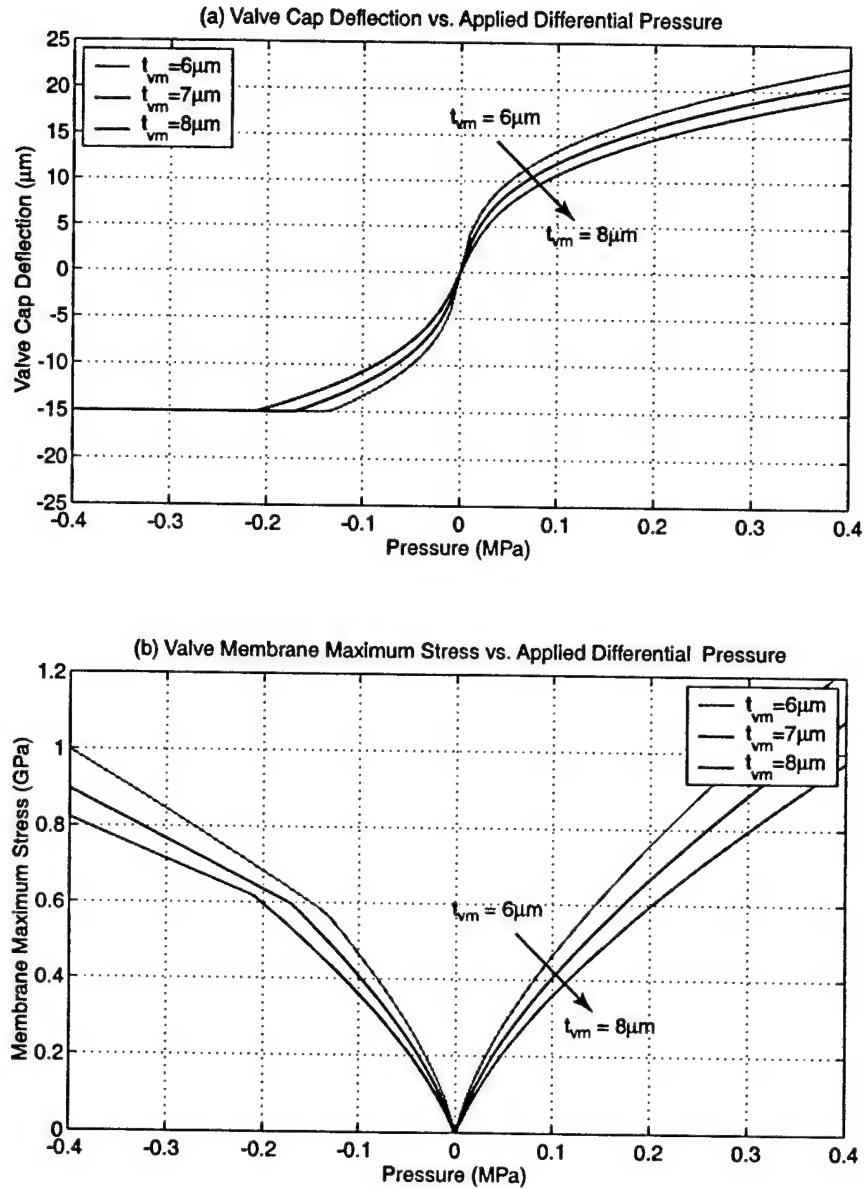 (a) Valve Cap Deflection vs. Applied Differential Pressure
25
20
15
10
5
0
-5
-10
-15
-20
-25
Valve Cap Deflection (µm)
t_vm=6µm
t_vm=7µm
t_vm=8µm
t_vm = 6µm
t_vm = 8µm
-0.4 -0.3 -0.2 -0.1 0 0.1 0.2 0.3 0.4
Pressure (MPa)
(b) Valve Membrane Maximum Stress vs. Applied Differential Pressure
1.2
1
0.8
0.6
0.4
0.2
0
Membrane Maximum Stress (GPa)
t_vm=6µm
t_vm=7µm
t_vm=8µm
t_vm = 6µm
t_vm = 8µm
-0.4 -0.3 -0.2 -0.1 0 0.1 0.2 0.3 0.4
Pressure (MPa)